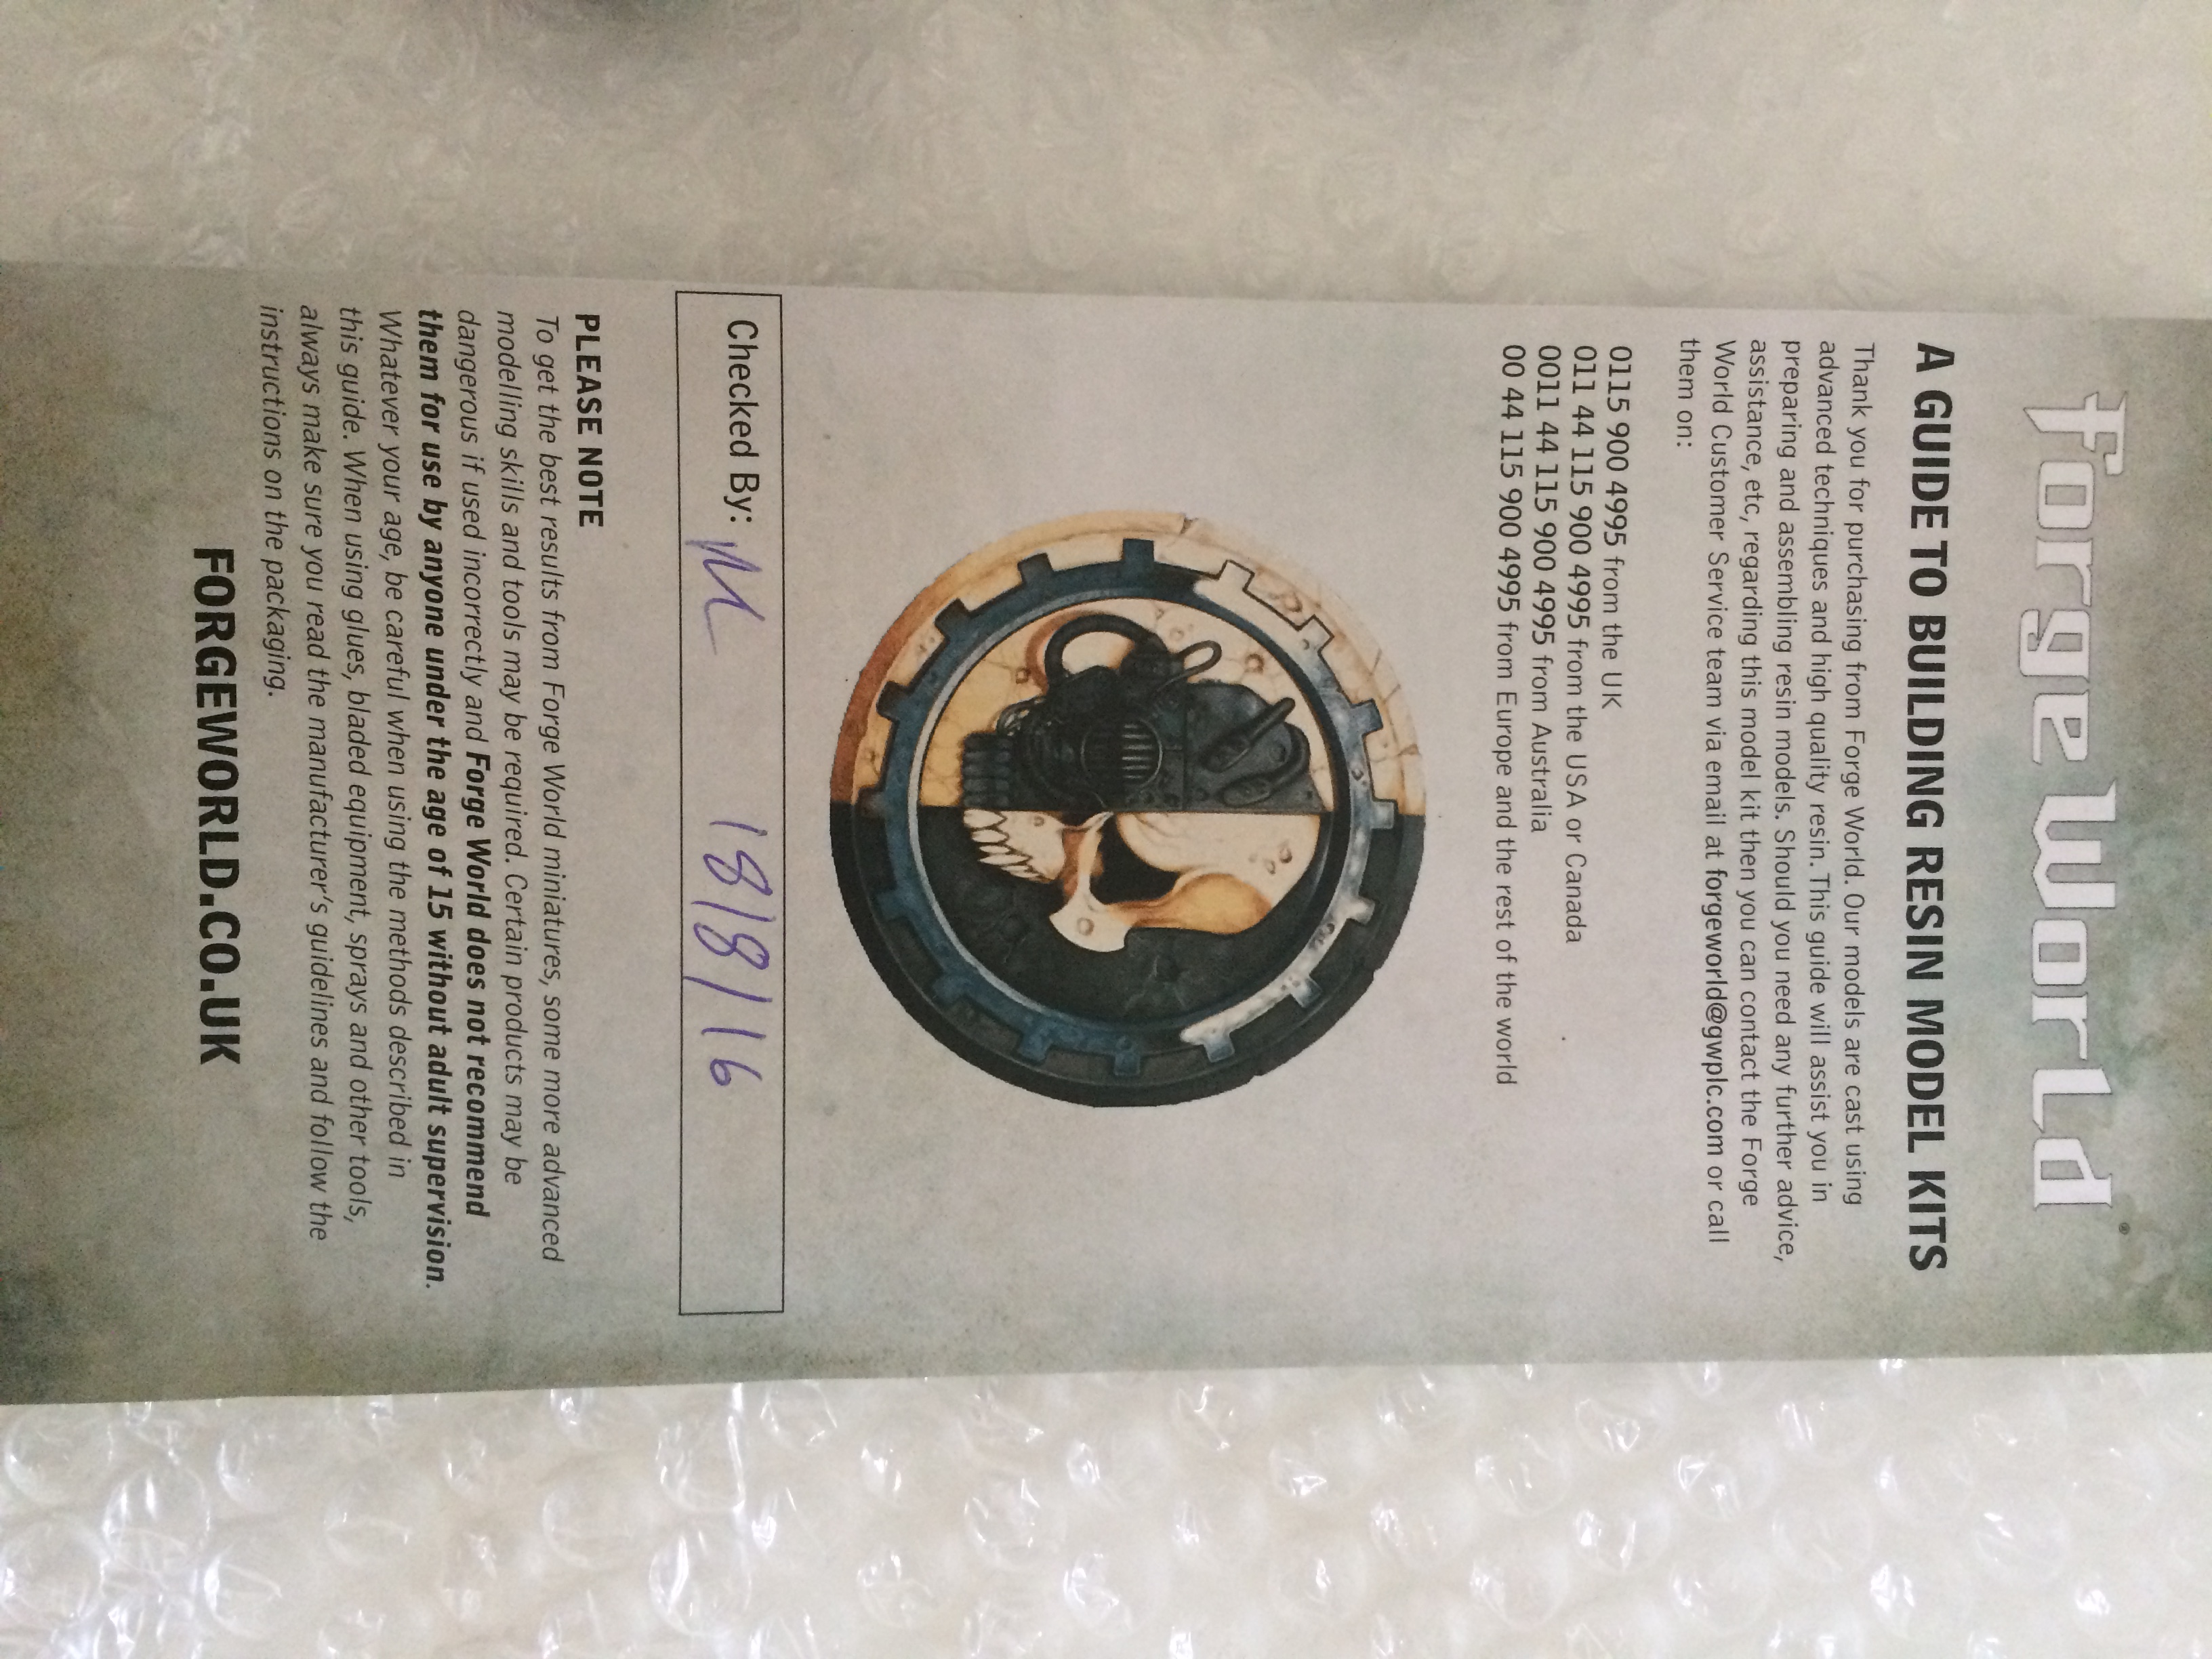 Forge World®
A GUIDE TO BUILDING RESIN MODEL KITS
Thank you for purchasing from Forge World. Our models are cast using
advanced techniques and high quality resin. This guide will assist you in
preparing and assembling resin models. Should you need any further advice,
assistance, etc, regarding this model kit then you can contact the Forge
World Customer Service team via email at forgeworld@gwplc.com or call
them on:
0115 900 4995 from the UK
011 44 115 900 4995 from the USA or Canada
0011 44 115 900 4995 from Australia
00 44 115 900 4995 from Europe and the rest of the world
Checked By: 18/8/16
PLEASE NOTE
To get the best results from Forge World miniatures, some more advanced
modelling skills and tools may be required. Certain products may be
dangerous if used incorrectly and Forge World does not recommend
them for use by anyone under the age of 15 without adult supervision.
Whatever your age, be careful when using the methods described in
this guide. When using glues, bladed equipment, sprays and other tools,
always make sure you read the manufacturer's guidelines and follow the
instructions on the packaging.
FORGEWORLD.CO.UK